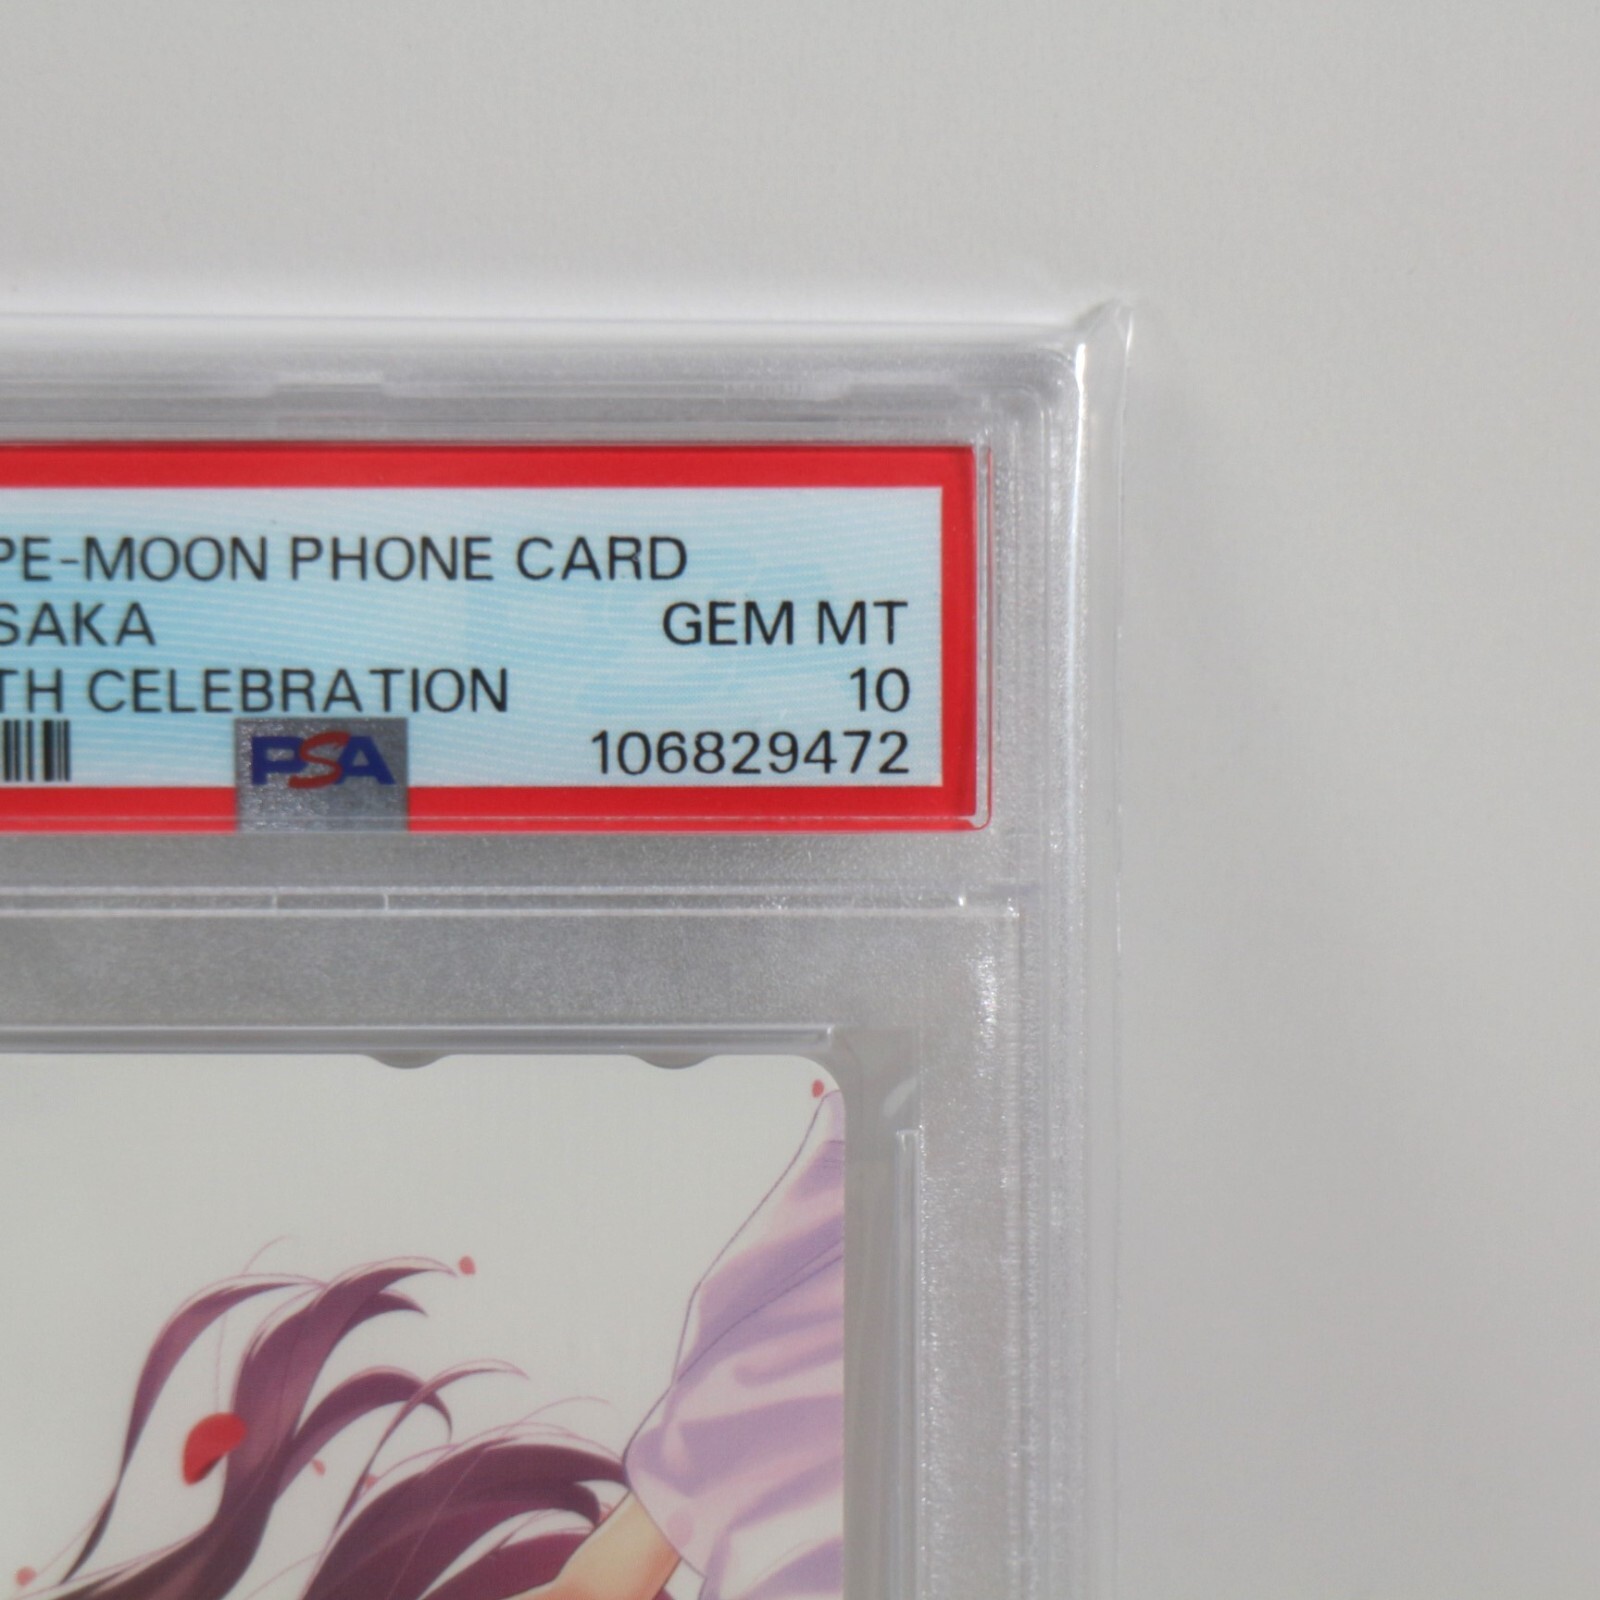 PE-MOON PHONE CARD
SAKA GEM MT
TH CELEBRATION 10
PSA 106829472